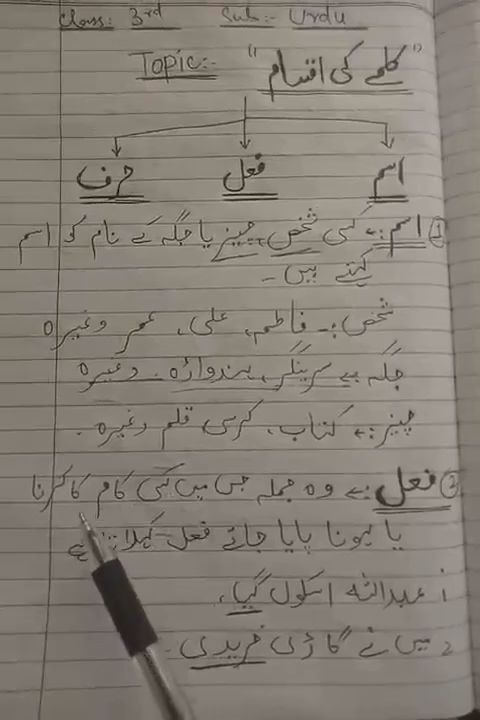 Class: 3rd Sub:- Urdu
Topic:- "کلمے کی اقسام"
اسم فعل حرف
① اسم:- کسی شخص، چیز یا جگہ کے نام کو اسم
کہتے ہیں۔
شخص:- فاطمہ، علی، عمر وغیرہ
جگہ:- سرینگر، ہندواڑہ۔ وغیرہ
چیز:- کتاب، کرسی قلم وغیرہ۔
② فعل:- وہ جملہ جس میں کسی کام کا کرنا
یا ہونا پایا جائے فعل کہلاتا ہے
1 عبداللہ اسکول گیا۔
2 میں نے گاڑی خریدی۔